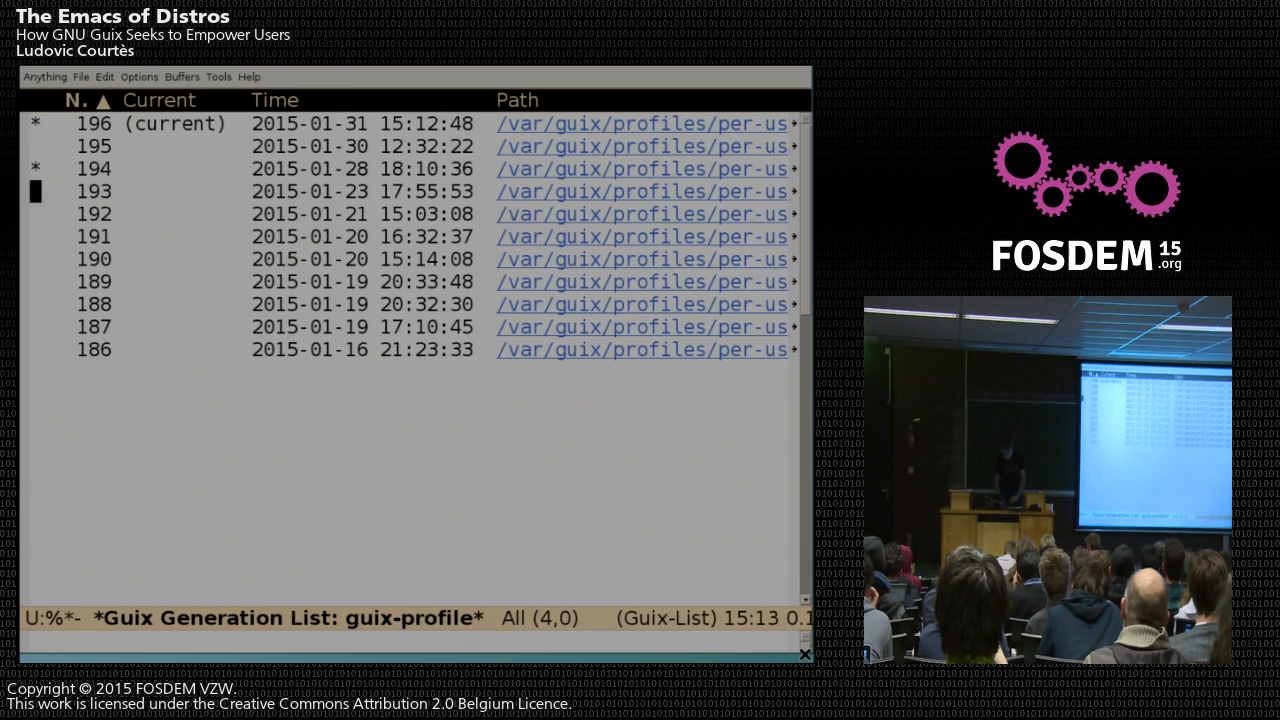 The Emacs of Distros
How GNU Guix Seeks to Empower Users
Ludovic Courtès
Anything File Edit Options Buffers Tools Help
N. ▲ Current Time Path
* 196 (current) 2015-01-31 15:12:48 /var/guix/profiles/per-us
195 2015-01-30 12:32:22 /var/guix/profiles/per-us
* 194 2015-01-28 18:10:36 /var/guix/profiles/per-us
193 2015-01-23 17:55:53 /var/guix/profiles/per-us
192 2015-01-21 15:03:08 /var/guix/profiles/per-us
191 2015-01-20 16:32:37 /var/guix/profiles/per-us
190 2015-01-20 15:14:08 /var/guix/profiles/per-us
189 2015-01-19 20:33:48 /var/guix/profiles/per-us
188 2015-01-19 20:32:30 /var/guix/profiles/per-us
187 2015-01-19 17:10:45 /var/guix/profiles/per-us
186 2015-01-16 21:23:33 /var/guix/profiles/per-us
U:%*- *Guix Generation List: guix-profile* All (4,0) (Guix-List) 15:13 0.1
FOSDEM 15 .org
Copyright © 2015 FOSDEM VZW.
This work is licensed under the Creative Commons Attribution 2.0 Belgium Licence.